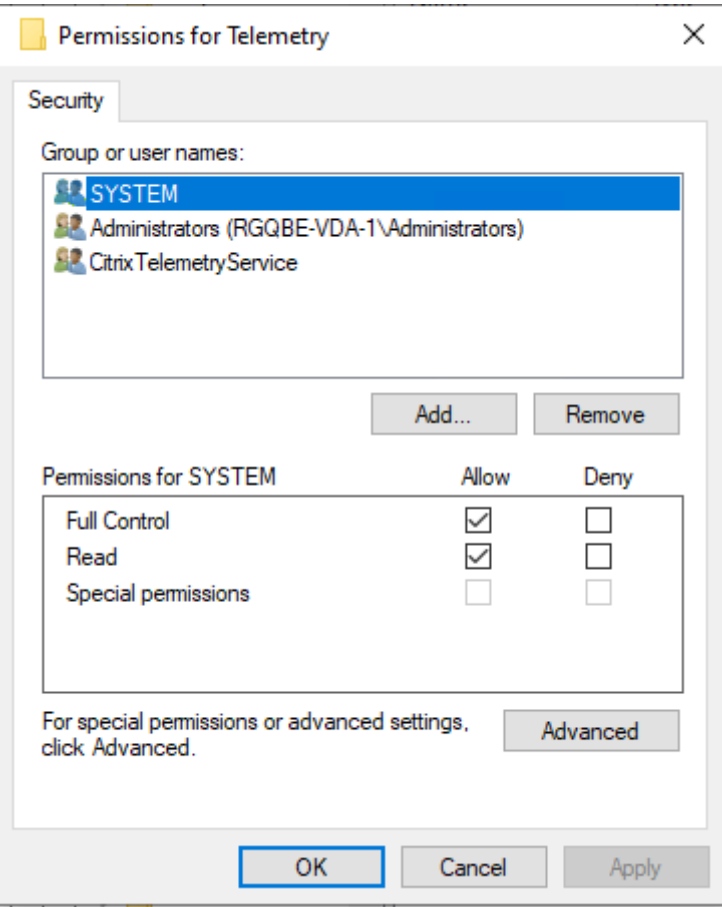 Permissions for Telemetry
Security
Group or user names:
SYSTEM
Administrators (RGQBE-VDA-1\Administrators)
CitrixTelemetryService
Add... Remove
Permissions for SYSTEM Allow Deny
Full Control
Read
Special permissions
For special permissions or advanced settings,
click Advanced.
Advanced
OK Cancel Apply